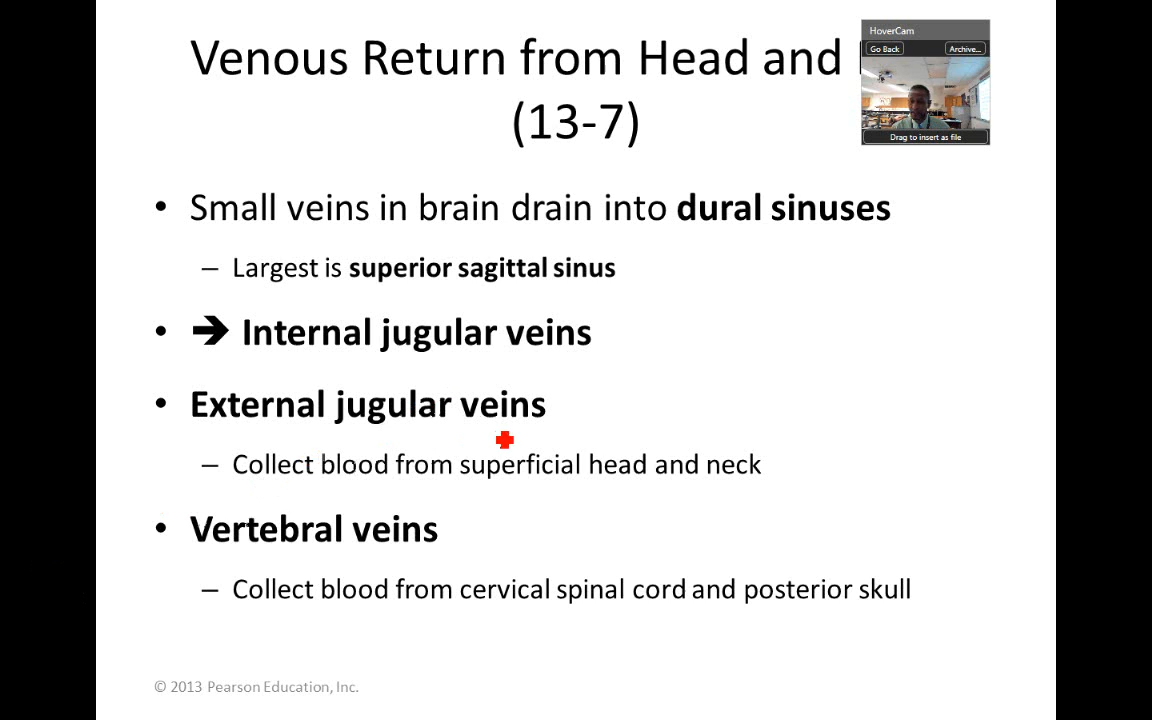 Venous Return from Head and
(13-7)
HoverCam
Go Back Archive...
Drag to insert as file
• Small veins in brain drain into dural sinuses
– Largest is superior sagittal sinus
• ➔ Internal jugular veins
• External jugular veins
– Collect blood from superficial head and neck
• Vertebral veins
– Collect blood from cervical spinal cord and posterior skull
© 2013 Pearson Education, Inc.